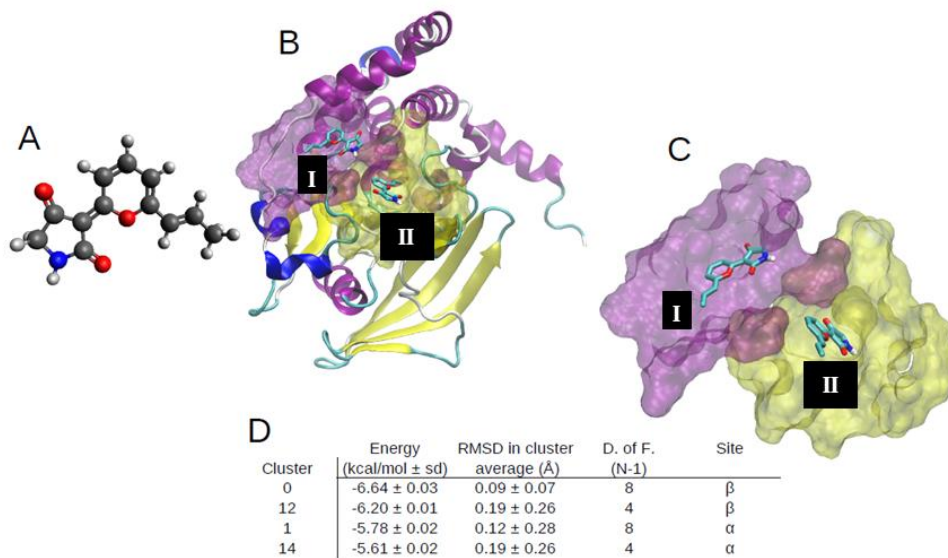 A
B
C
I
II
I
II
D
Cluster Energy (kcal/mol ± sd) RMSD in cluster average (Å) D. of F. (N-1) Site
0 -6.64 ± 0.03 0.09 ± 0.07 8 β
12 -6.20 ± 0.01 0.19 ± 0.26 4 β
1 -5.78 ± 0.02 0.12 ± 0.28 8 α
14 -5.61 ± 0.02 0.19 ± 0.26 4 α